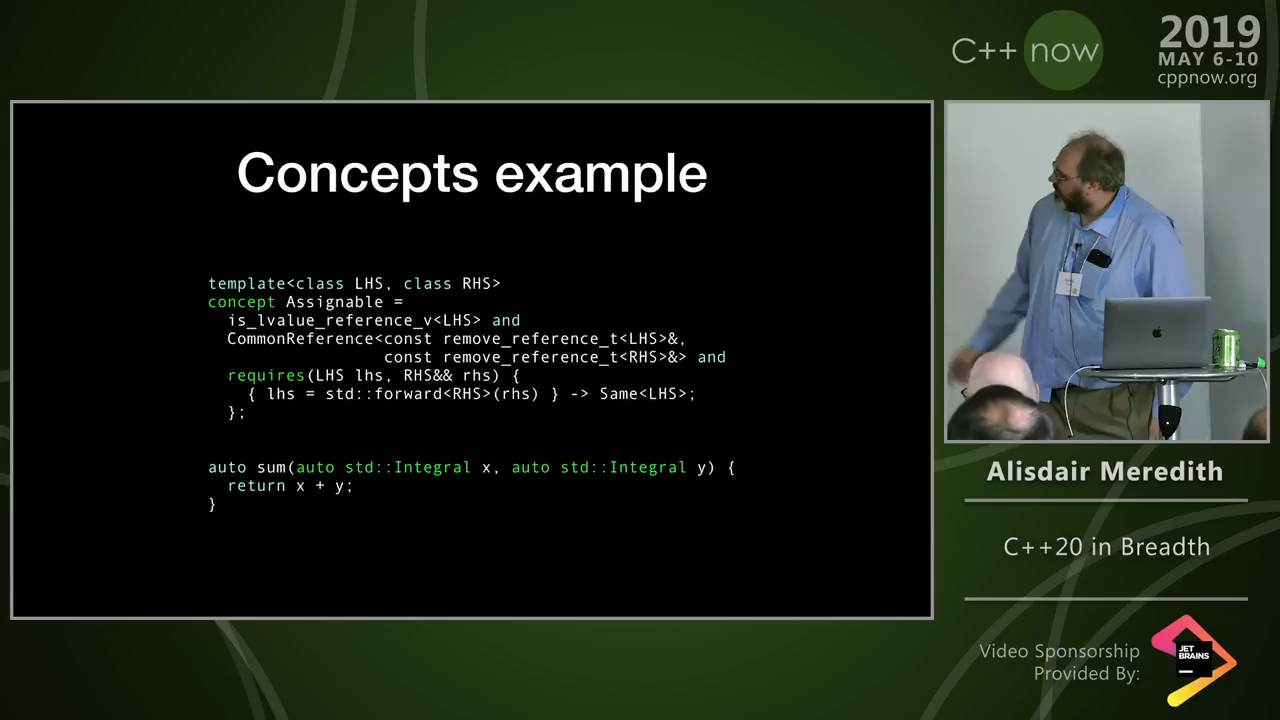 C++ now
2019
MAY 6-10
cppnow.org
Concepts example
template<class LHS, class RHS>
concept Assignable =
is_lvalue_reference_v<LHS> and
CommonReference<const remove_reference_t<LHS>&,
const remove_reference_t<RHS>&> and
requires(LHS lhs, RHS&& rhs) {
{ lhs = std::forward<RHS>(rhs) } -> Same<LHS>;
};
auto sum(auto std::Integral x, auto std::Integral y) {
return x + y;
}
Alisdair Meredith
C++20 in Breadth
Video Sponsorship
Provided By:
JET
BRAINS